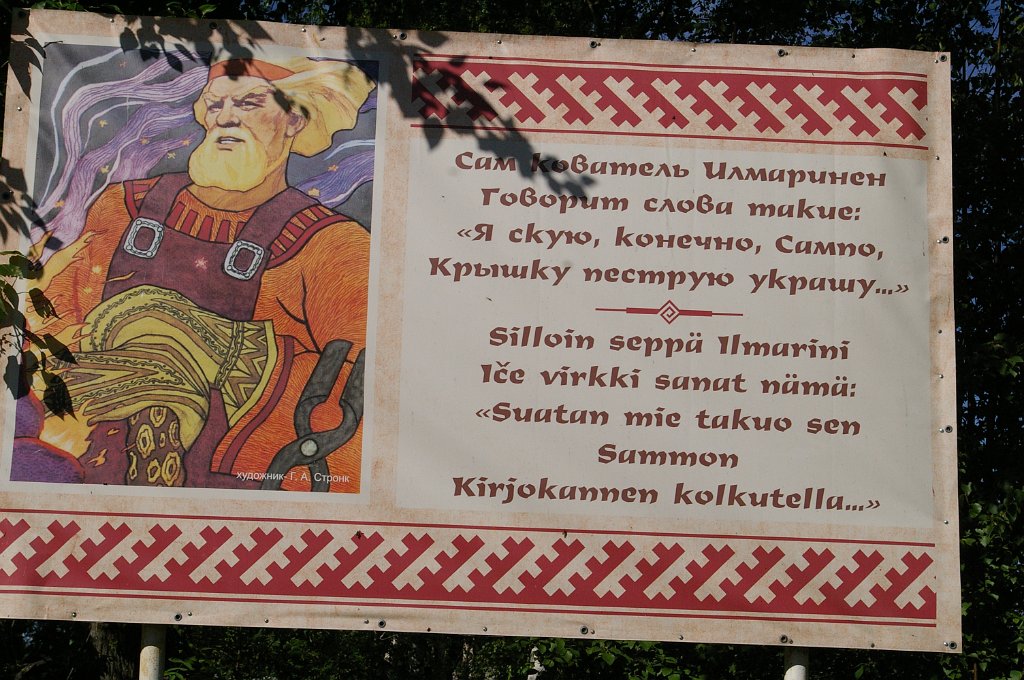 Сам кователь Илмаринен
Говорит слова такие:
«Я скую, конечно, Сампо,
Крышку пеструю украшу...»
Silloin seppä Ilmarini
Iče virkki sanat nämä:
«Suatan mie takuo sen
Sammon
Kirjokannen kolkutella...»
художник- Г. А. Стронк